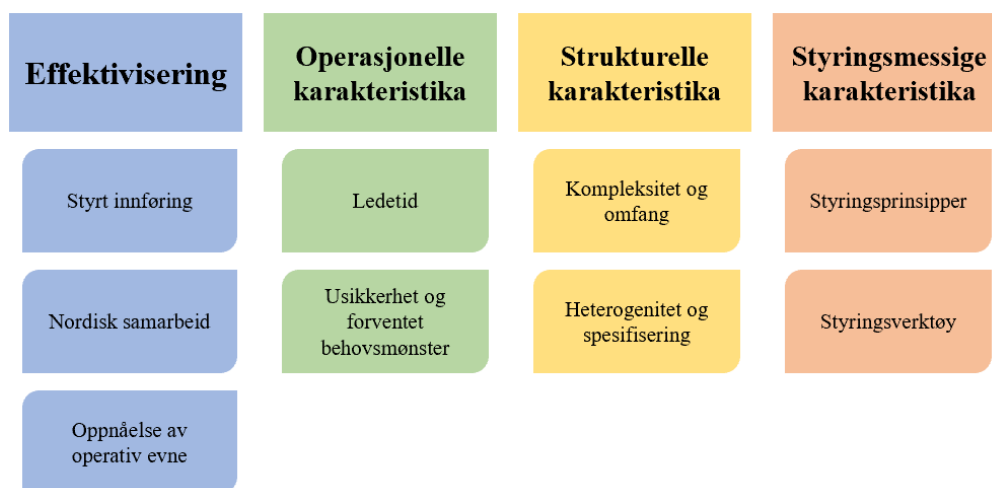 Effektivisering
Styrt innføring
Nordisk samarbeid
Oppnåelse av
operativ evne
Operasjonelle
karakteristika
Ledetid
Usikkerhet og
forventet
behovsmønster
Strukturelle
karakteristika
Kompleksitet og
omfang
Heterogenitet og
spesifisering
Styringsmessige
karakteristika
Styringsprinsipper
Styringsverktøy